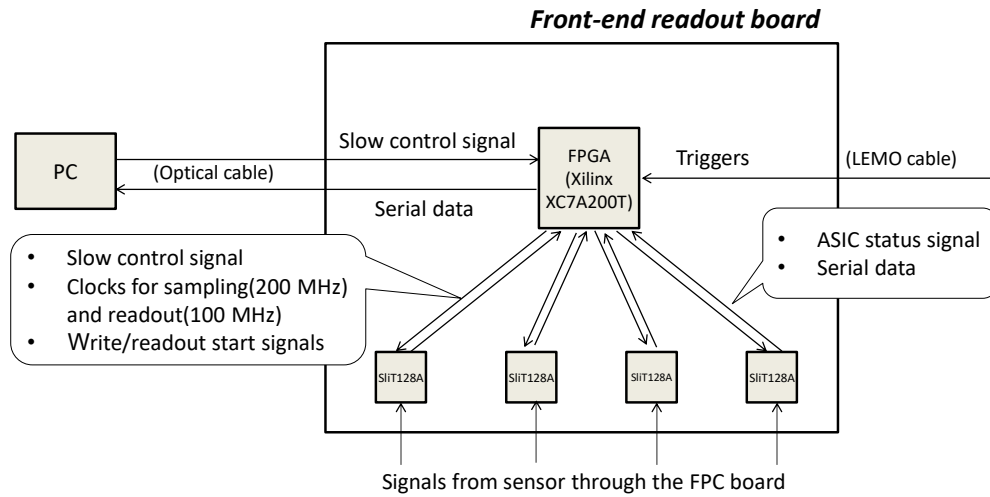 Front-end readout board
Slow control signal
Triggers
(LEMO cable)
PC
(Optical cable)
FPGA
(Xilinx
XC7A200T)
Serial data
• Slow control signal
• Clocks for sampling(200 MHz)
and readout(100 MHz)
• Write/readout start signals
• ASIC status signal
• Serial data
SliT128A
SliT128A
SliT128A
SliT128A
Signals from sensor through the FPC board